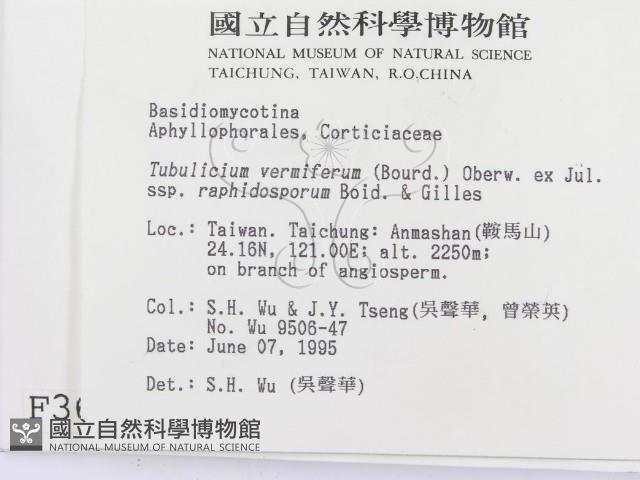 國立自然科學博物館
NATIONAL MUSEUM OF NATURAL SCIENCE
TAICHUNG, TAIWAN, R.O.CHINA
Basidiomycotina
Aphyllophorales, Corticiaceae
Tubulicium vermiferum (Bourd.) Oberw. ex Jul.
ssp. raphidosporum Boid. & Gilles
Loc.: Taiwan. Taichung: Anmashan(鞍馬山)
24.16N, 121.00E; alt. 2250m;
on branch of angiosperm.
Col.: S.H. Wu & J.Y. Tseng(吳聲華, 曾榮英)
No. Wu 9506-47
Date: June 07, 1995
Det.: S.H. Wu (吳聲華)
F36
國立自然科學博物館
NATIONAL MUSEUM OF NATURAL SCIENCE